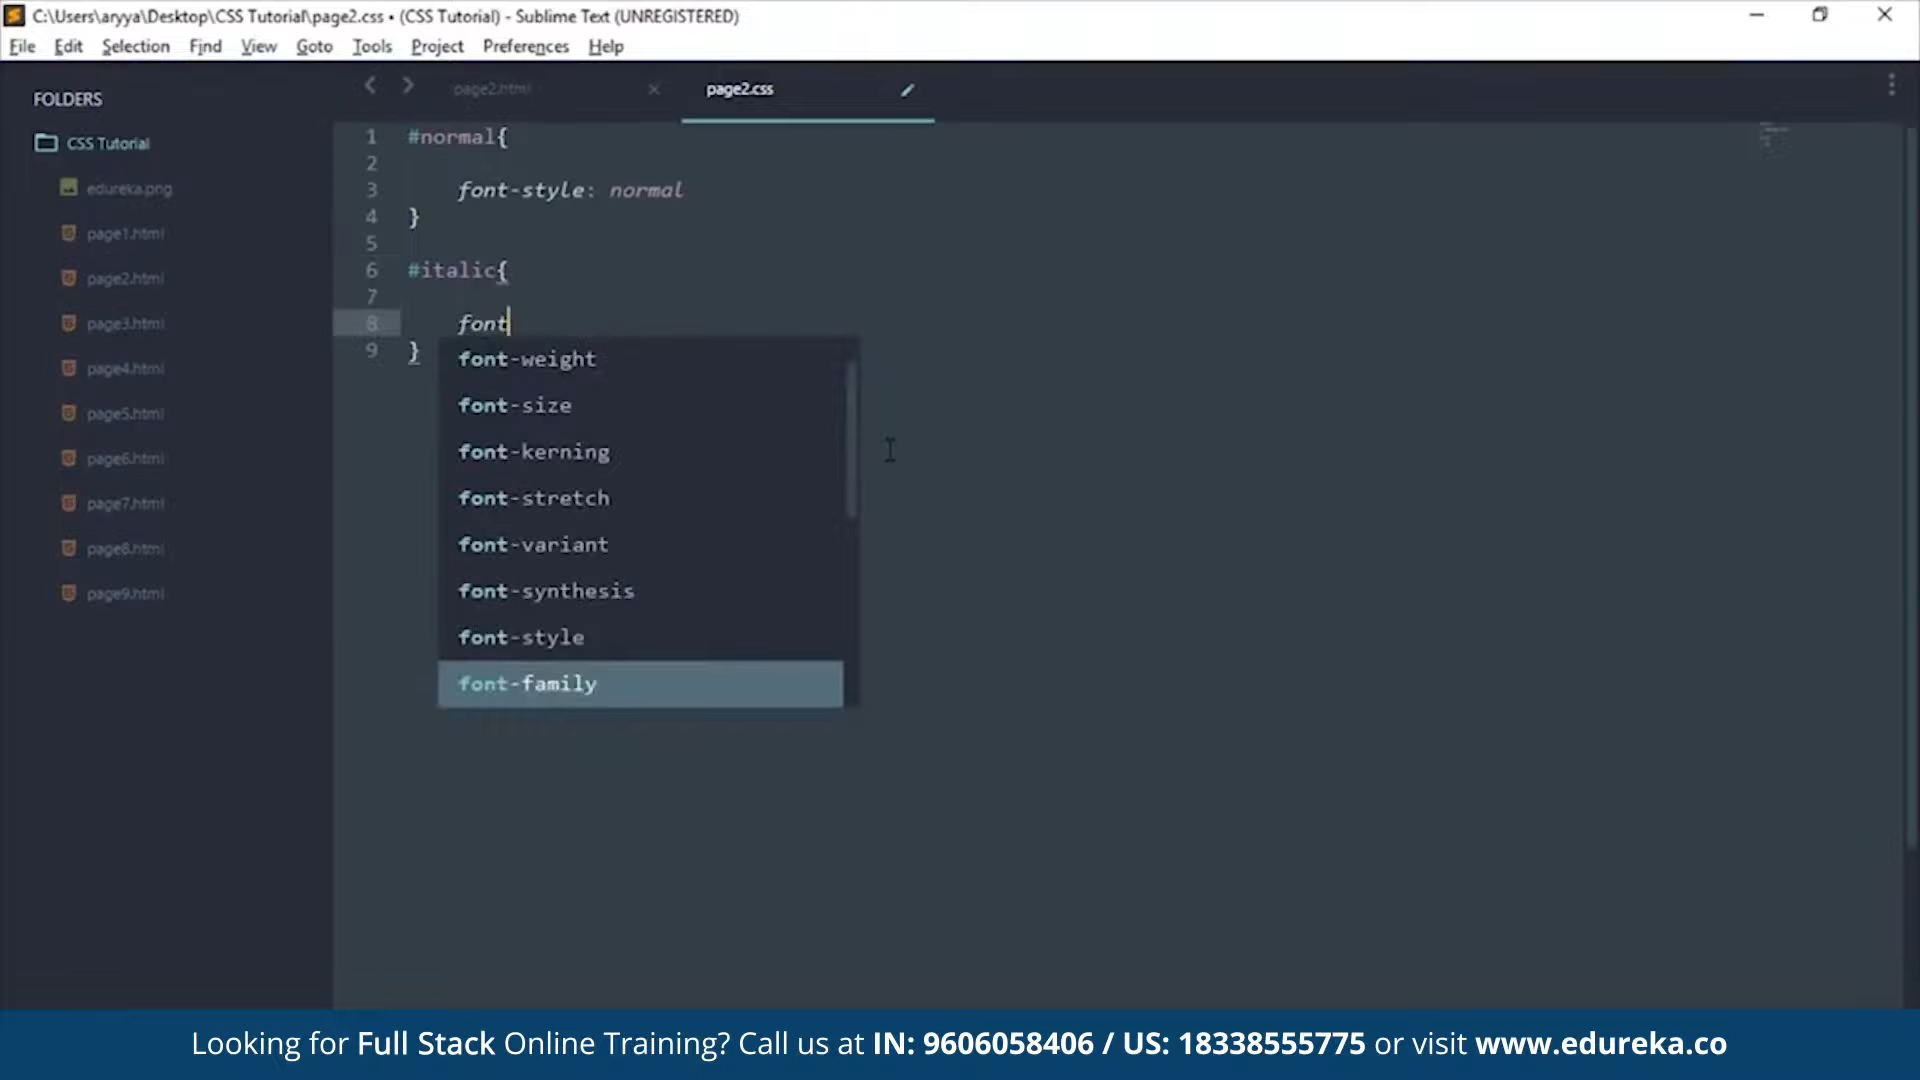 C:\Users\aryya\Desktop\CSS Tutorial\page2.css • (CSS Tutorial) - Sublime Text (UNREGISTERED)
File Edit Selection Find View Goto Tools Project Preferences Help
FOLDERS
CSS Tutorial
edureka.png
page1.html
page2.html
page3.html
page4.html
page5.html
page6.html
page7.html
page8.html
page9.html
page2.html
page2.css
1 #normal{
2
3 font-style: normal
4 }
5
6 #italic{
7
8 font
9 }
font-weight
font-size
font-kerning
font-stretch
font-variant
font-synthesis
font-style
font-family
Looking for Full Stack Online Training? Call us at IN: 9606058406 / US: 18338555775 or visit www.edureka.co